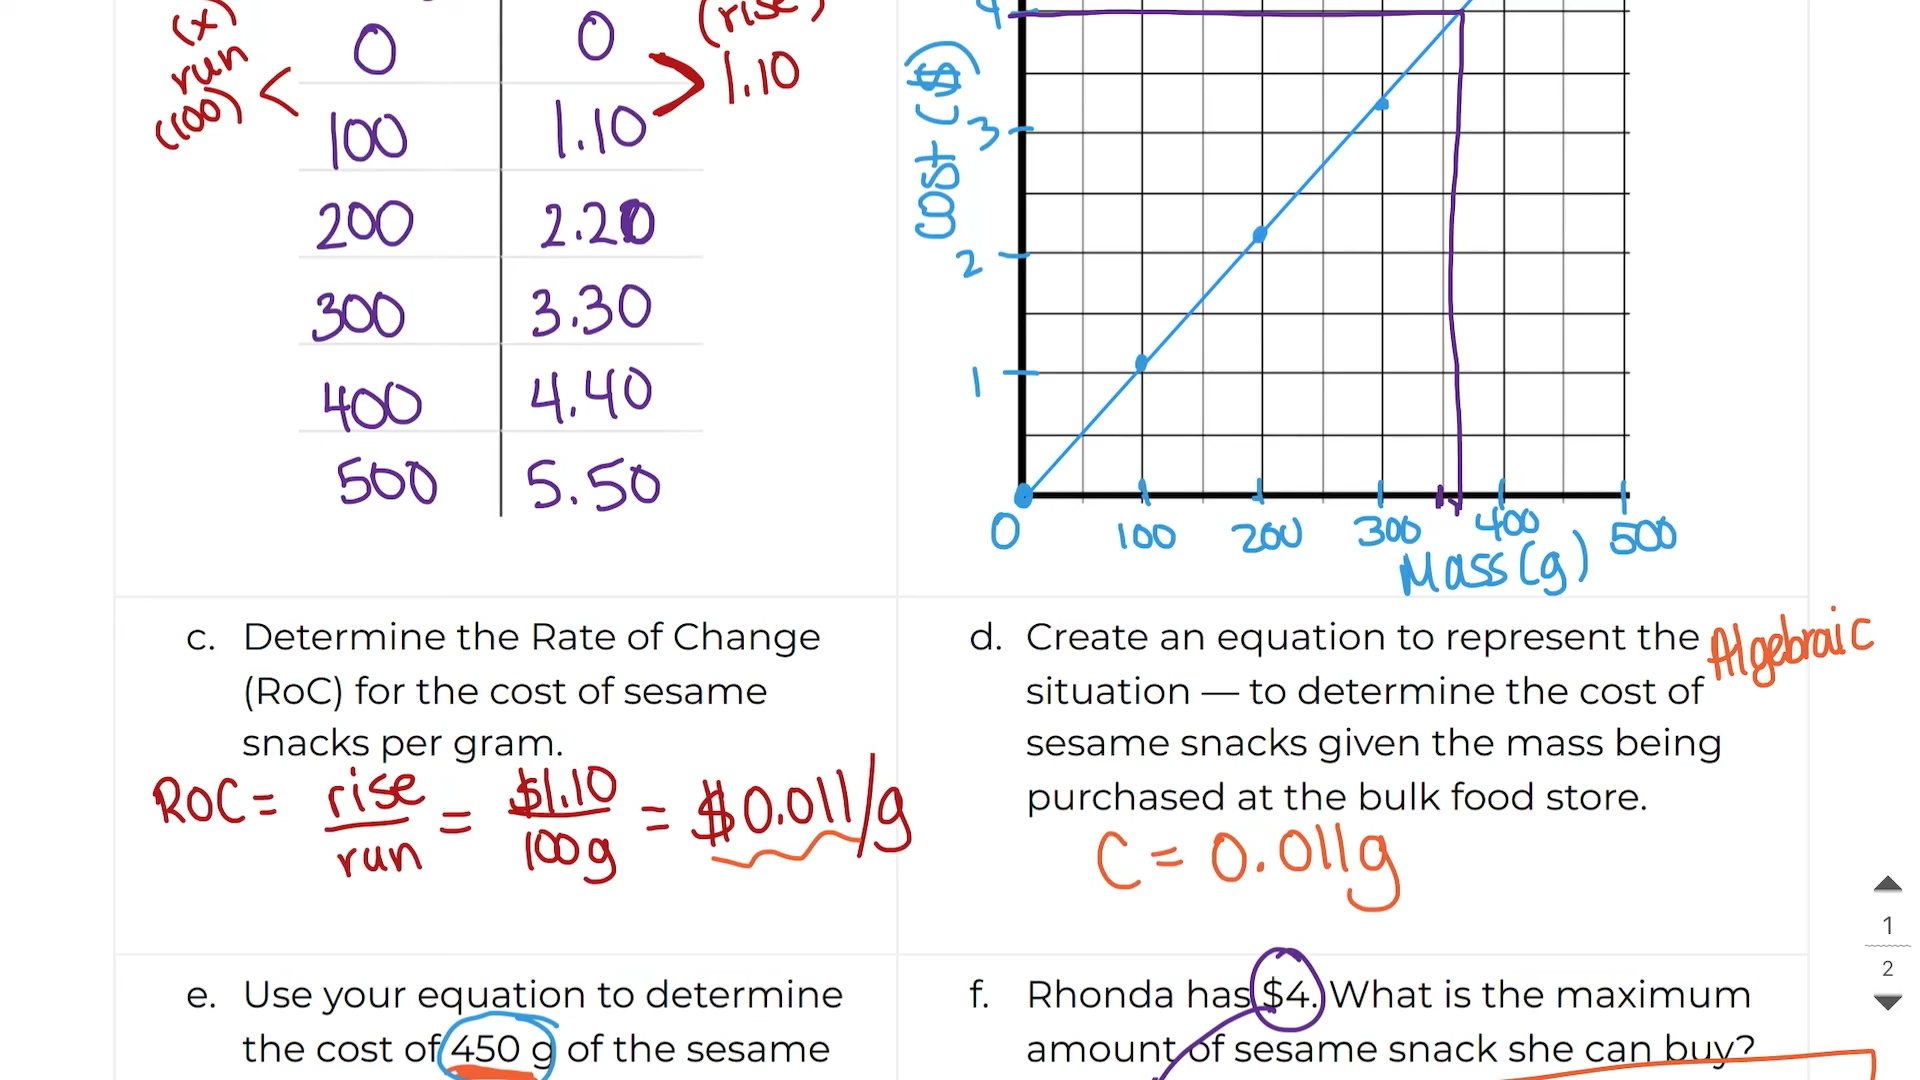 (x)
run
(100)
0 0
100 1.10
200 2.20
300 3.30
400 4.40
500 5.50
(rise)
1.10
Cost ($)
4
3
2
1
0 100 200 300 400 500
Mass (g)
c. Determine the Rate of Change
(RoC) for the cost of sesame
snacks per gram.
ROC = rise/run = $1.10/100g = $0.011/g
d. Create an equation to represent the
situation — to determine the cost of
sesame snacks given the mass being
purchased at the bulk food store.
Algebraic
C = 0.011g
e. Use your equation to determine
the cost of 450 g of the sesame
f. Rhonda has $4. What is the maximum
amount of sesame snack she can buy?
1
2